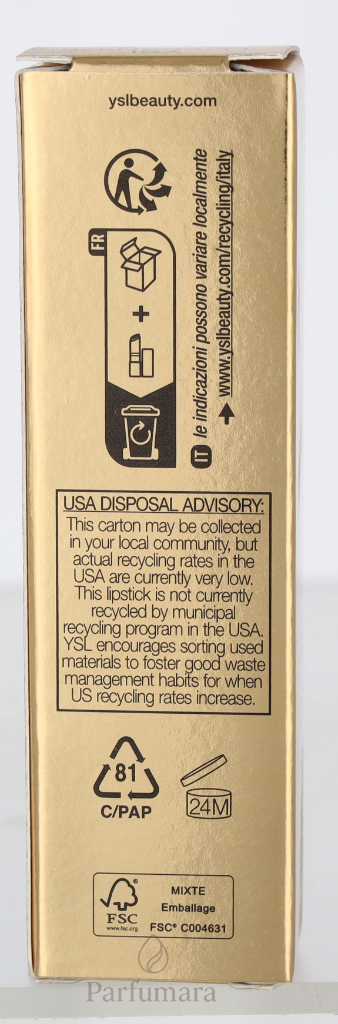 yslbeauty.com
FR
IT le indicazioni possono variare localmente
www.yslbeauty.com/recycling/italy
USA DISPOSAL ADVISORY:
This carton may be collected
in your local community, but
actual recycling rates in the
USA are currently very low.
This lipstick is not currently
recycled by municipal
recycling program in the USA.
YSL encourages sorting used
materials to foster good waste
management habits for when
US recycling rates increase.
81
C/PAP
24M
FSC®
www.fsc.org
MIXTE
Emballage
FSC® C004631
Parfumara